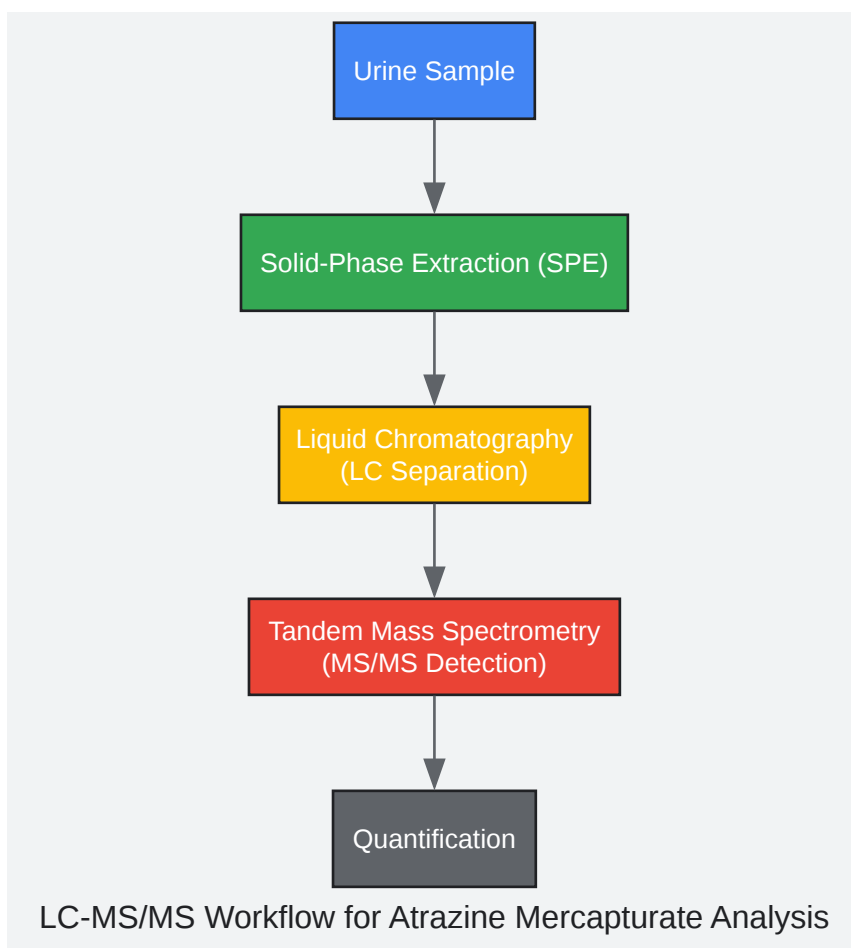 Urine Sample
Solid-Phase Extraction (SPE)
Liquid Chromatography
(LC Separation)
Tandem Mass Spectrometry
(MS/MS Detection)
Quantification
LC-MS/MS Workflow for Atrazine Mercapturate Analysis